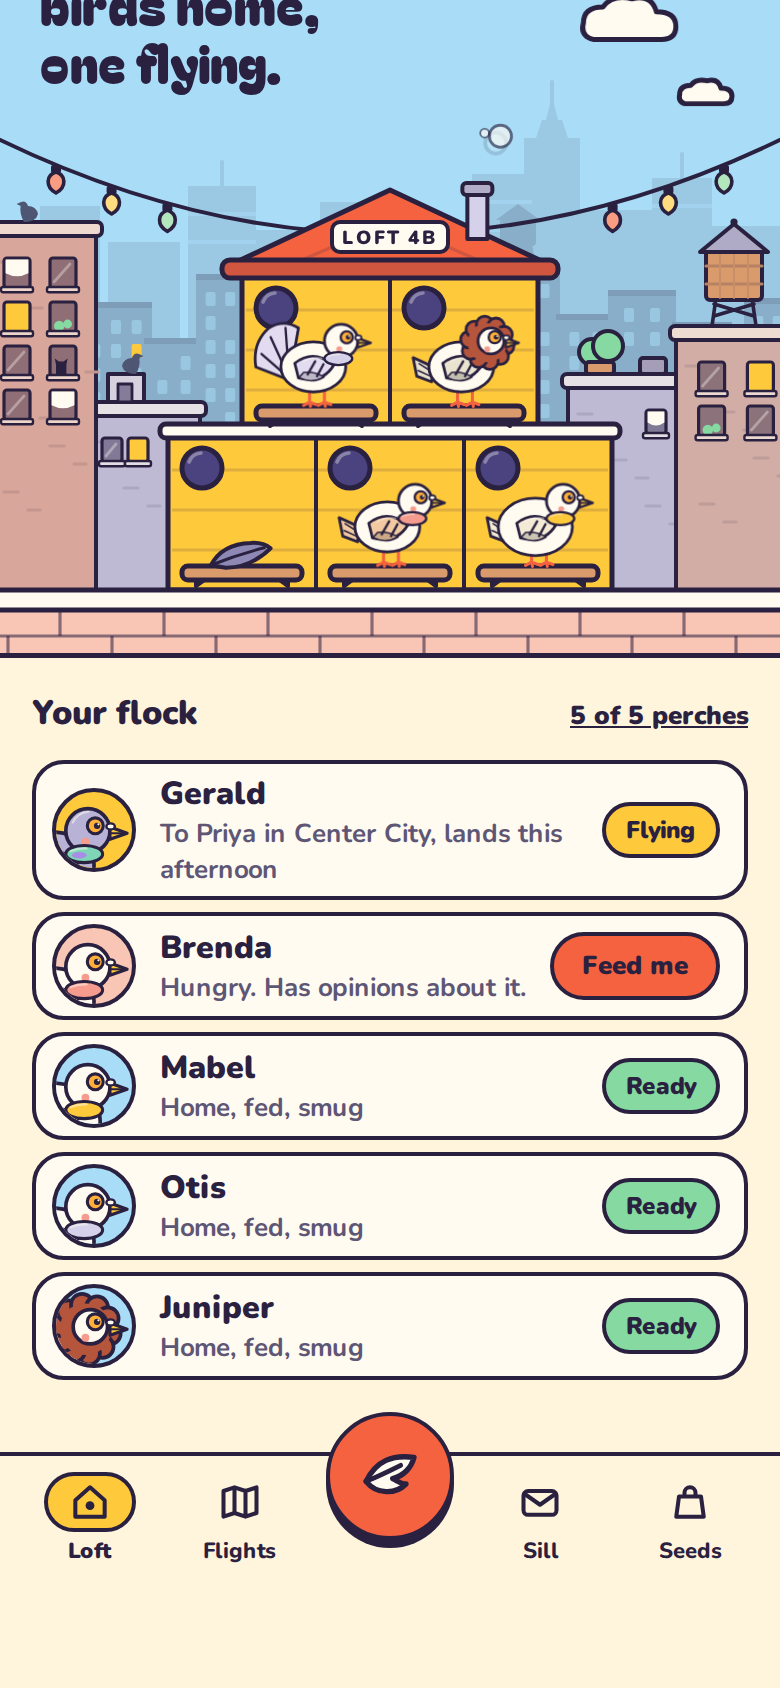 birds home,
one flying.
LOFT 4B
Your flock
5 of 5 perches
Gerald
To Priya in Center City, lands this
afternoon
Flying
Brenda
Hungry. Has opinions about it.
Feed me
Mabel
Home, fed, smug
Ready
Otis
Home, fed, smug
Ready
Juniper
Home, fed, smug
Ready
Loft
Flights
Sill
Seeds